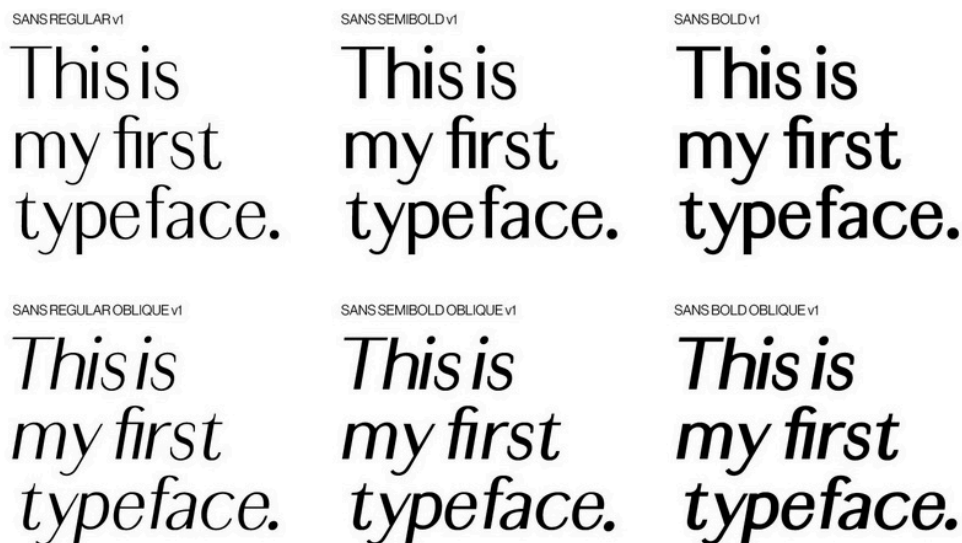 SANS REGULAR v1
This is
my first
typeface.
SANS SEMIBOLD v1
This is
my first
typeface.
SANS BOLD v1
This is
my first
typeface.
SANS REGULAR OBLIQUE v1
This is
my first
typeface.
SANS SEMIBOLD OBLIQUE v1
This is
my first
typeface.
SANS BOLD OBLIQUE v1
This is
my first
typeface.